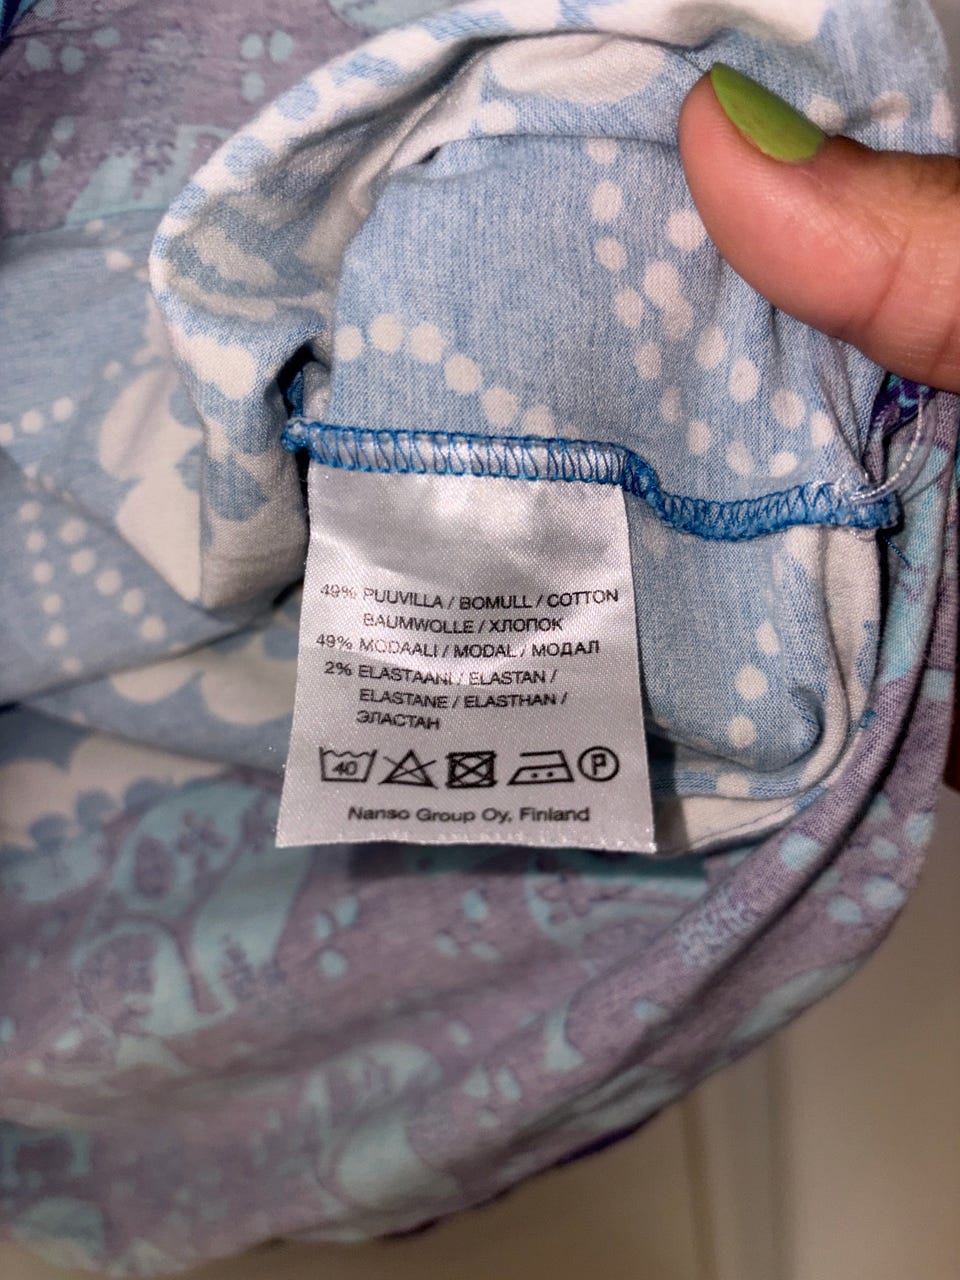 49% PUUVILLA / BOMULL / COTTON
BAUMWOLLE / ХЛОПОК
49% MODAALI / MODAL / МОДАЛ
2% ELASTAANI / ELASTAN /
ELASTANE / ELASTHAN /
ЭЛАСТАН
40 P
Nanso Group Oy, Finland